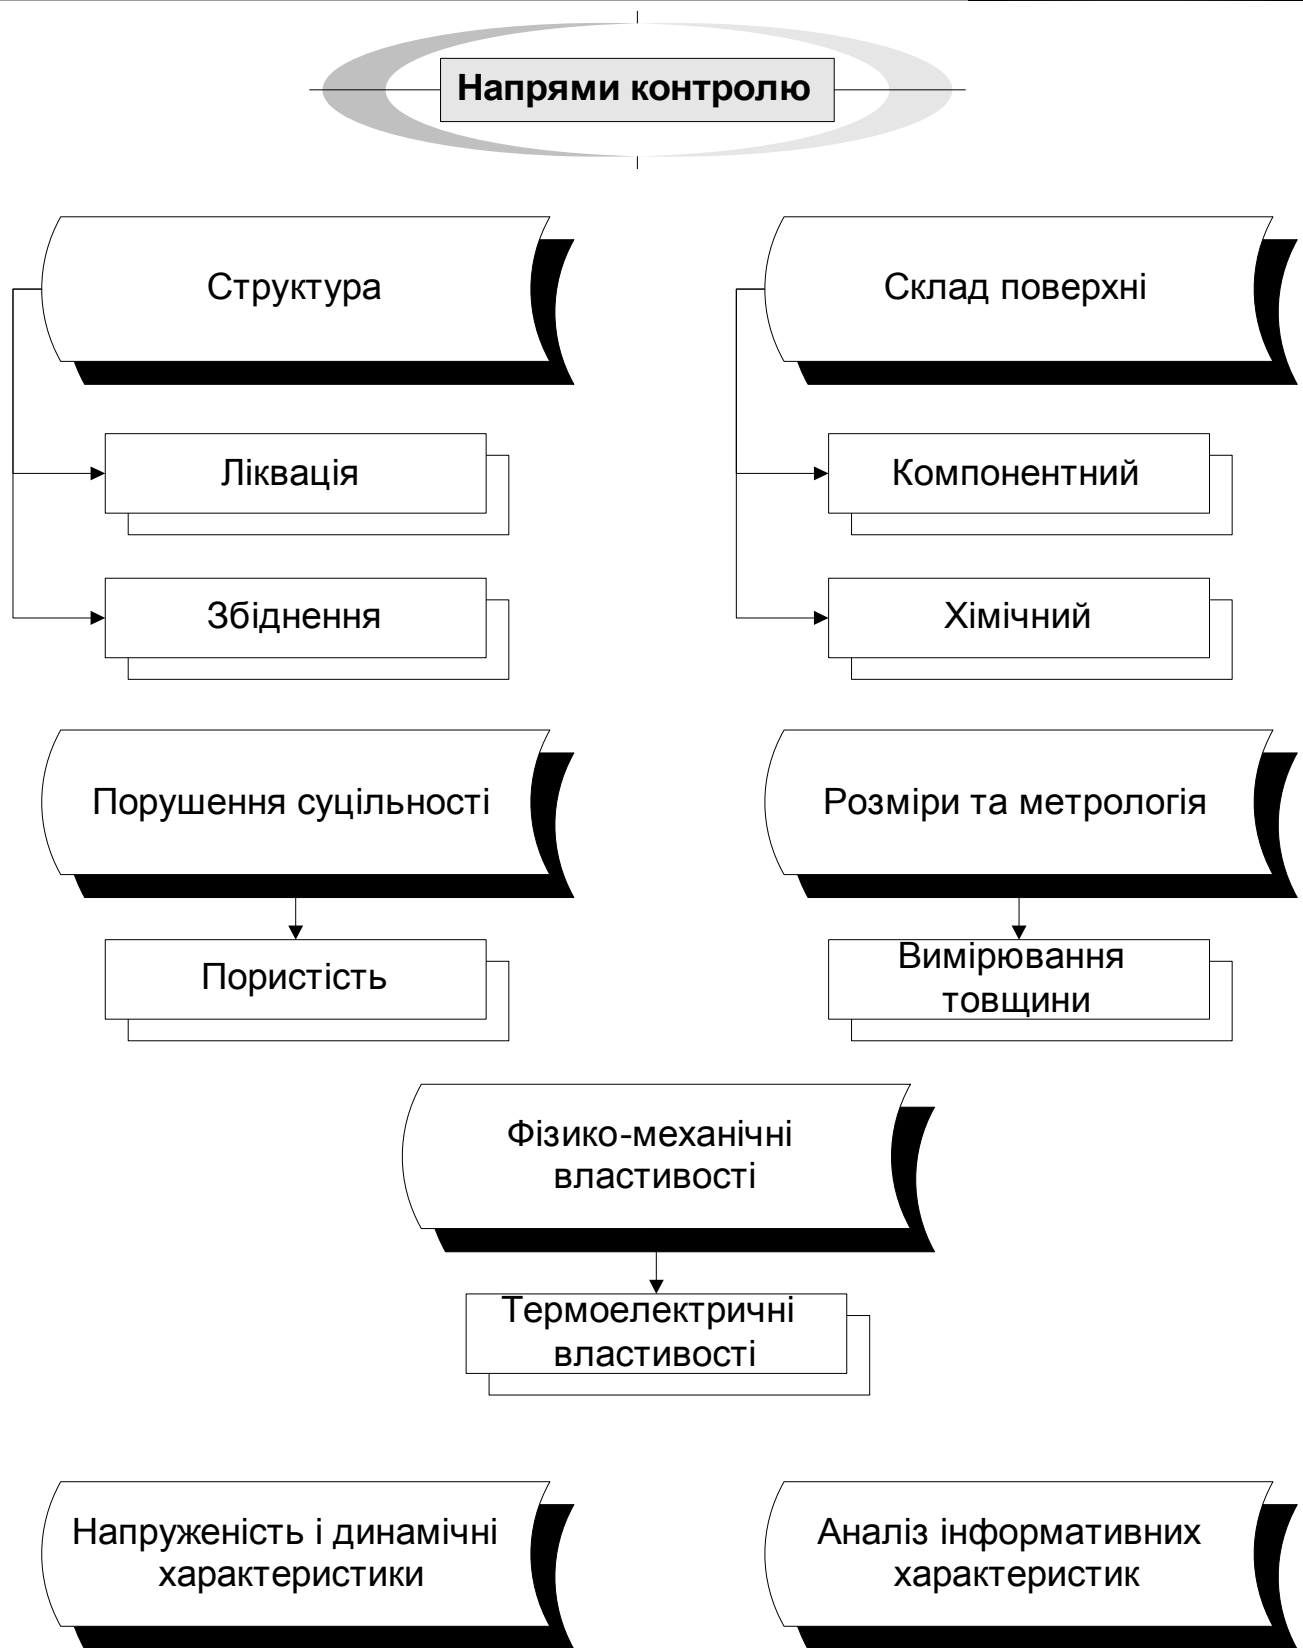 Напрями контролю
Структура
Склад поверхні
Ліквація
Компонентний
Збіднення
Хімічний
Порушення суцільності
Розміри та метрологія
Пористість
Вимірювання
товщини
Фізико-механічні
властивості
Термоелектричні
властивості
Напруженість і динамічні
характеристики
Аналіз інформативних
характеристик